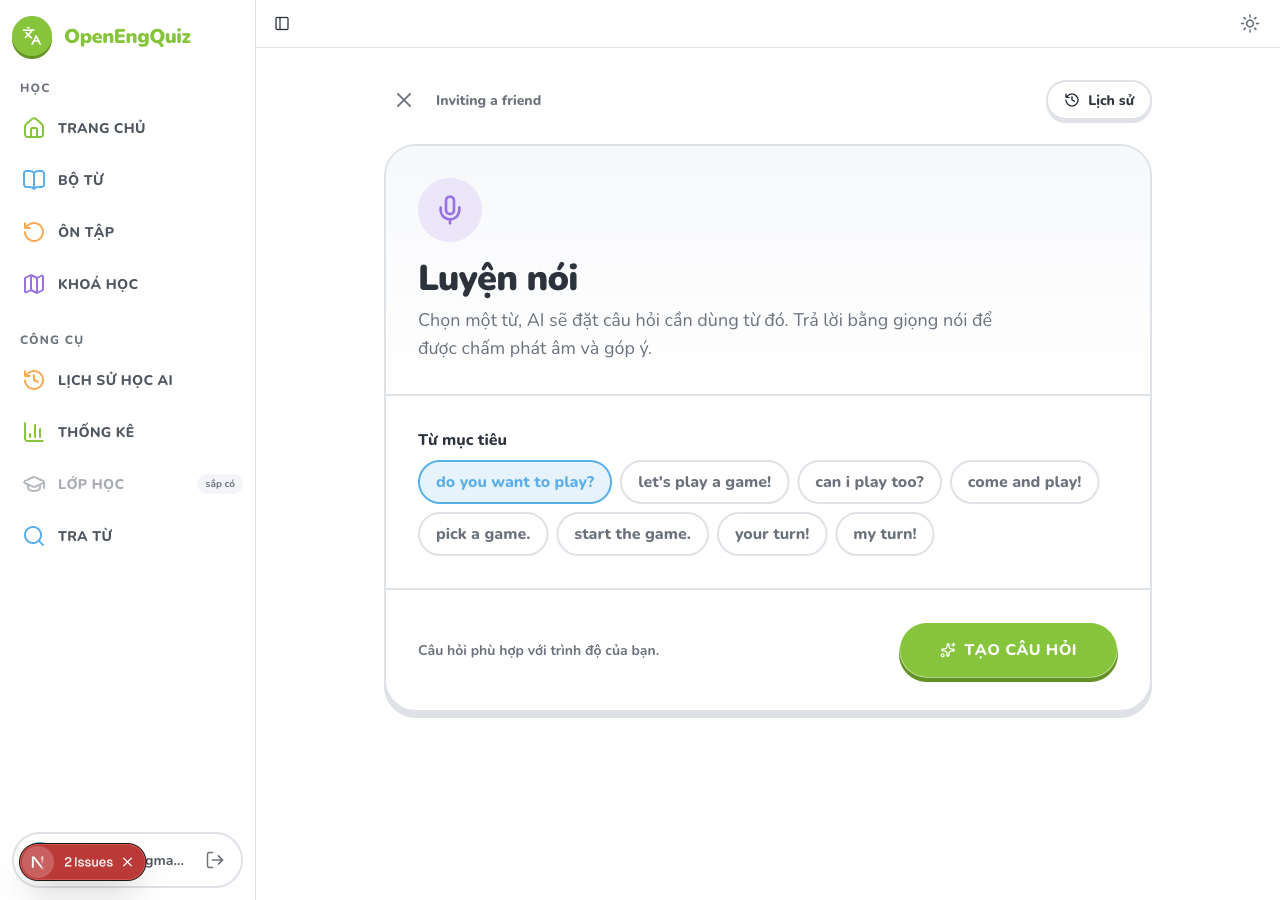 OpenEngQuiz
HỌC
TRANG CHỦ
BỘ TỪ
ÔN TẬP
KHOÁ HỌC
CÔNG CỤ
LỊCH SỬ HỌC AI
THỐNG KÊ
LỚP HỌC
sắp có
TRA TỪ
2 Issues
gma...
Inviting a friend
Lịch sử
Luyện nói
Chọn một từ, AI sẽ đặt câu hỏi cần dùng từ đó. Trả lời bằng giọng nói để
được chấm phát âm và góp ý.
Từ mục tiêu
do you want to play?
let's play a game!
can i play too?
come and play!
pick a game.
start the game.
your turn!
my turn!
Câu hỏi phù hợp với trình độ của bạn.
TẠO CÂU HỎI